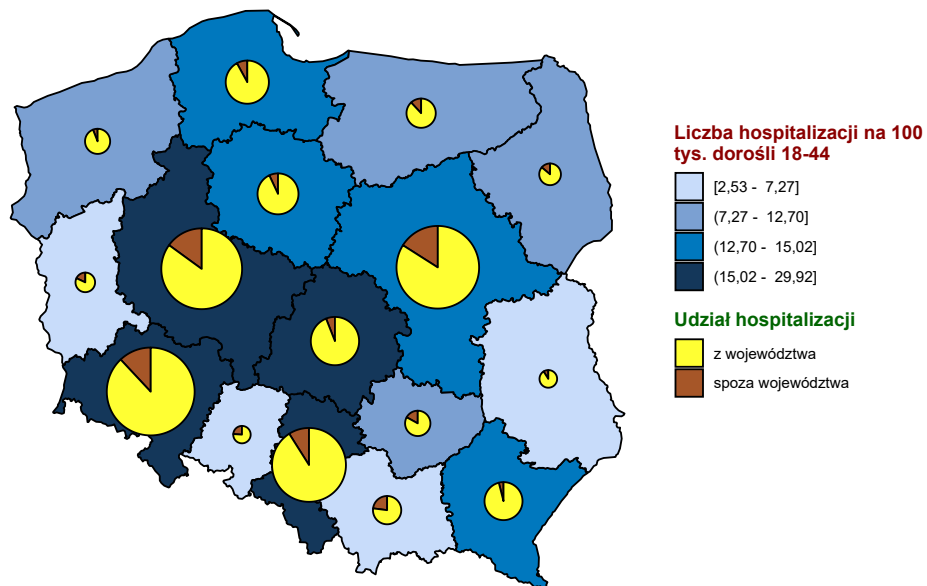 Liczba hospitalizacji na 100
tys. dorośli 18-44
[2,53 - 7,27]
(7,27 - 12,70]
(12,70 - 15,02]
(15,02 - 29,92]
Udział hospitalizacji
z województwa
spoza województwa